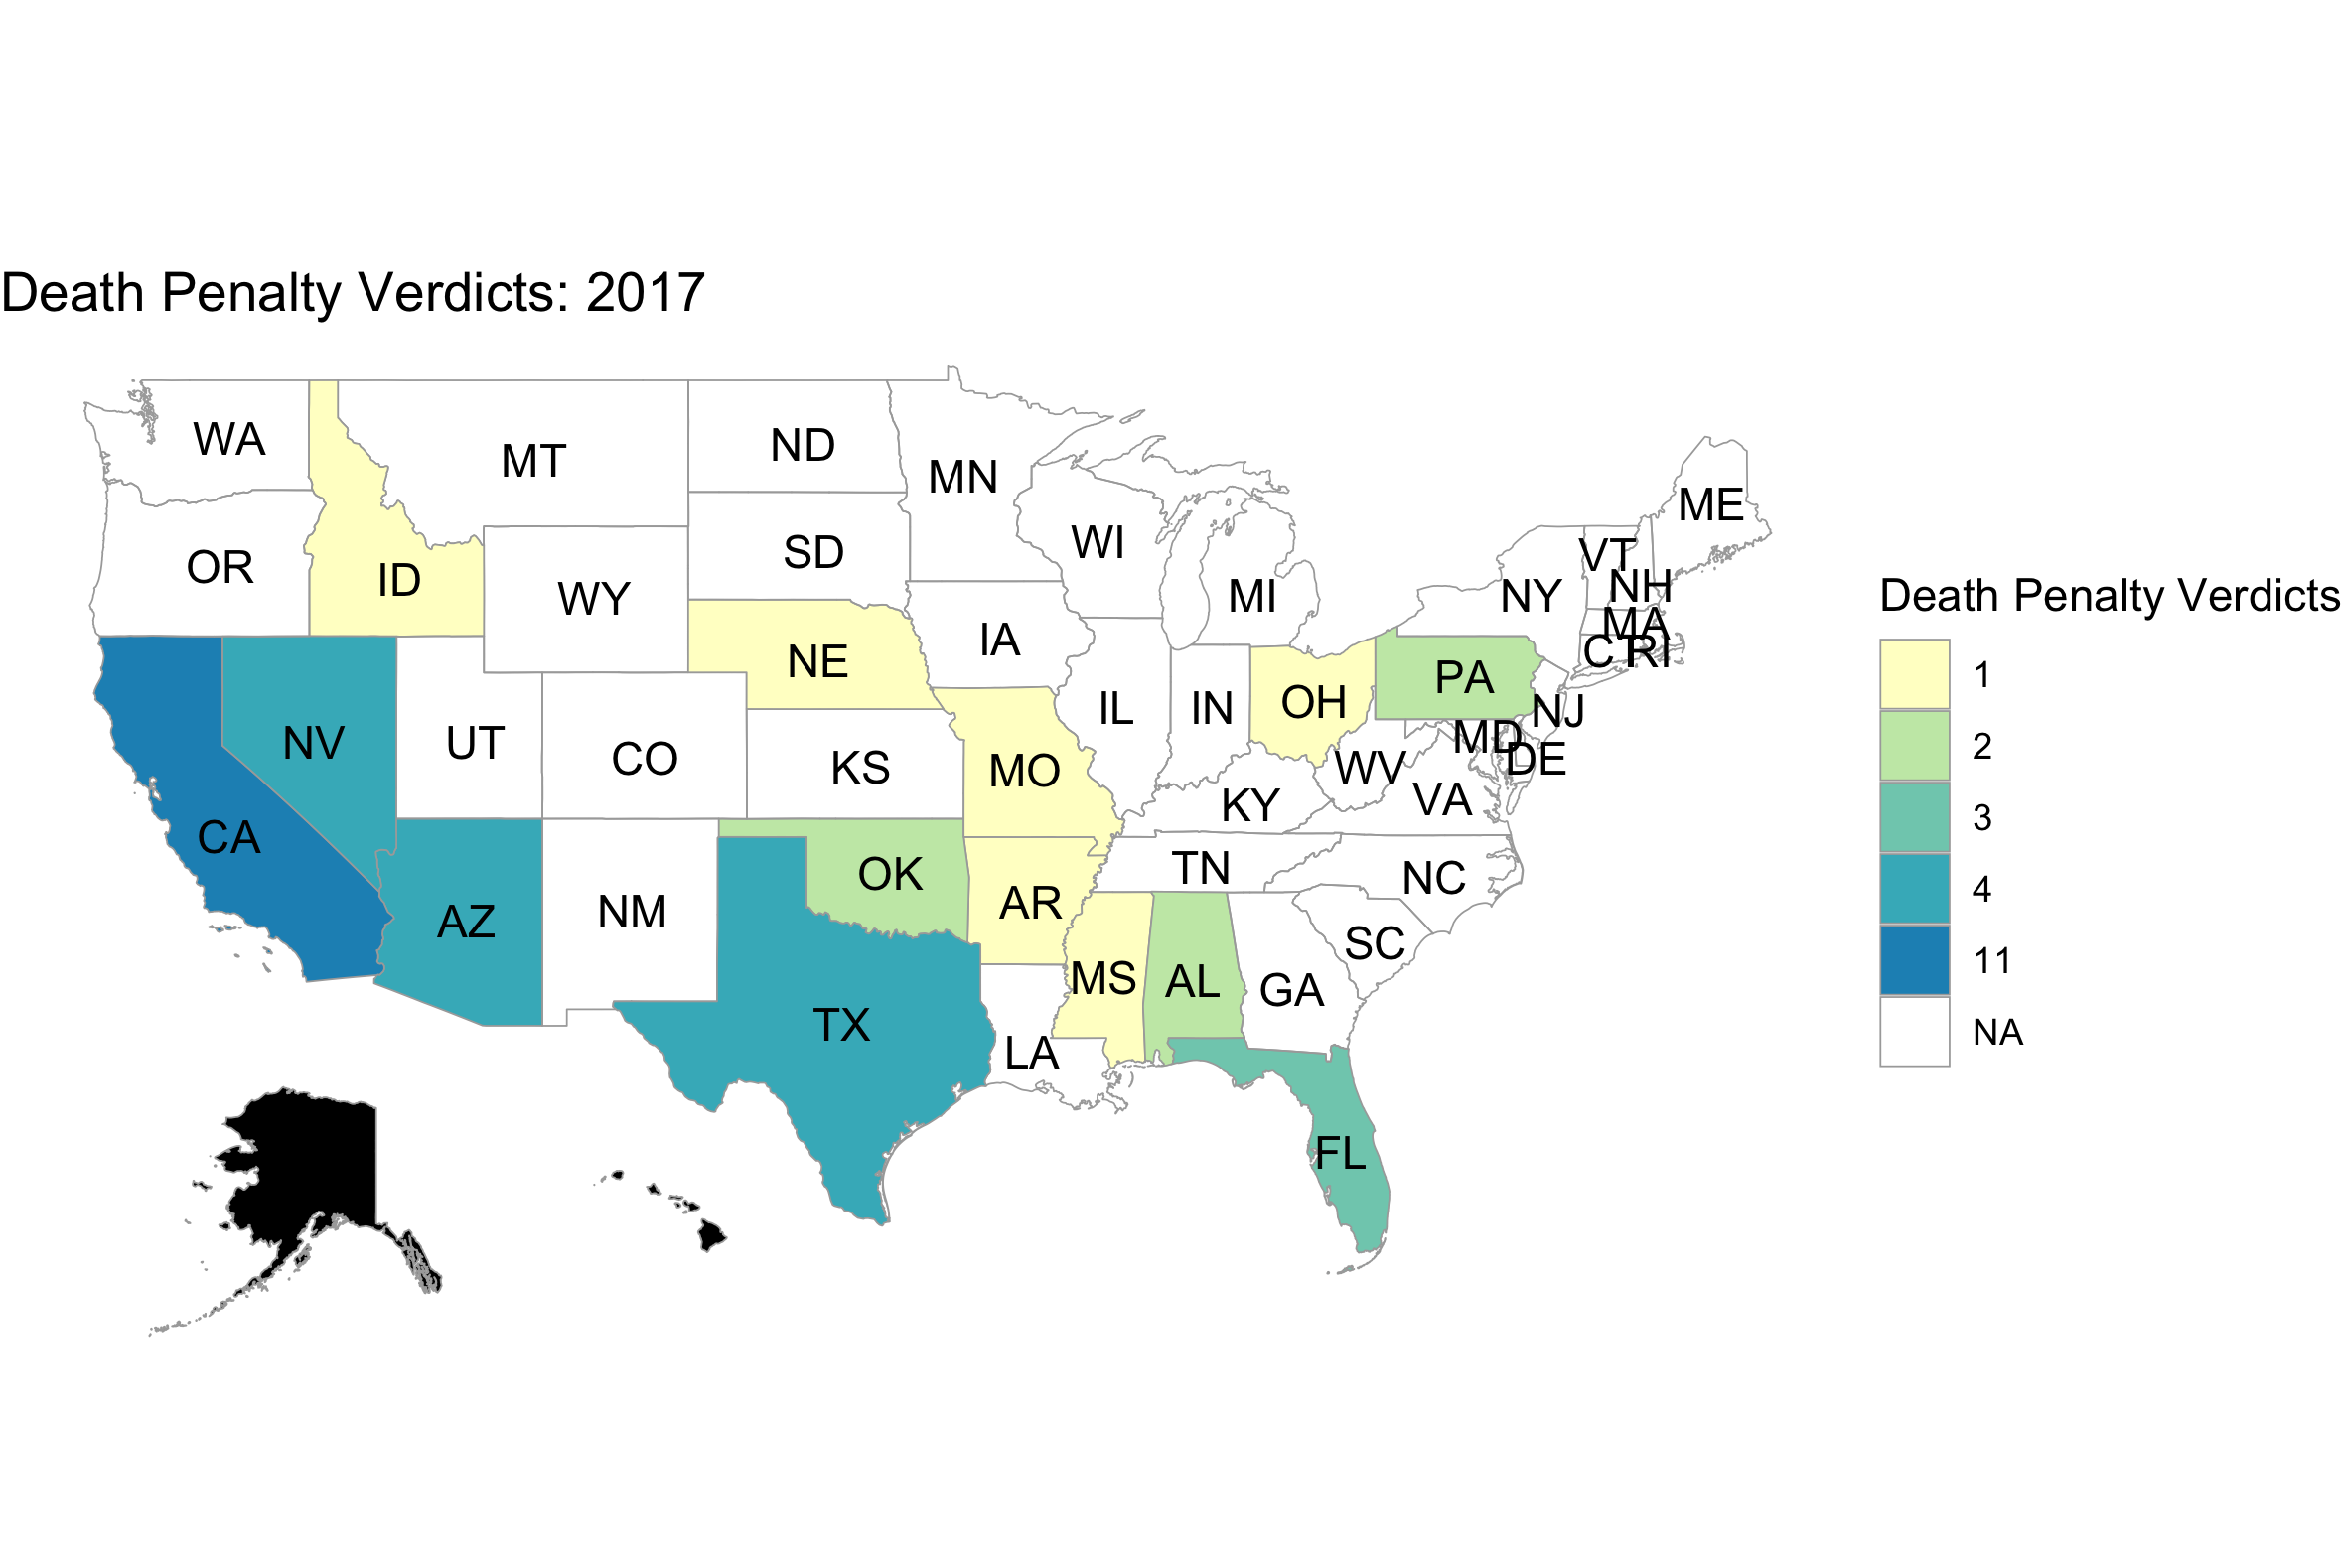 Death Penalty Verdicts: 2017
WA
MT
ND
MN
ME
OR
ID
WY
SD
WI
MI
NY
VT
NH
MA
CT
RI
NE
IA
PA
NV
UT
CO
KS
MO
IL
IN
OH
NJ
MD
DE
WV
VA
KY
CA
AZ
NM
OK
AR
TN
NC
SC
TX
LA
MS
AL
GA
FL
Death Penalty Verdicts
1
2
3
4
11
NA